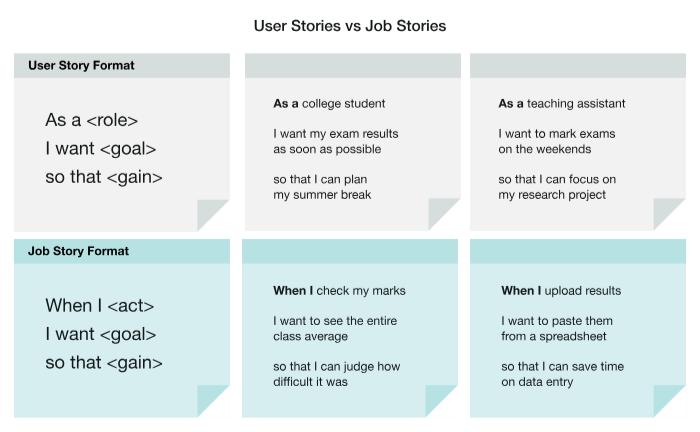 User Stories vs Job Stories
User Story Format
As a <role>
I want <goal>
so that <gain>
As a college student
I want my exam results
as soon as possible
so that I can plan
my summer break
As a teaching assistant
I want to mark exams
on the weekends
so that I can focus on
my research project
Job Story Format
When I <act>
I want <goal>
so that <gain>
When I check my marks
I want to see the entire
class average
so that I can judge how
difficult it was
When I upload results
I want to paste them
from a spreadsheet
so that I can save time
on data entry